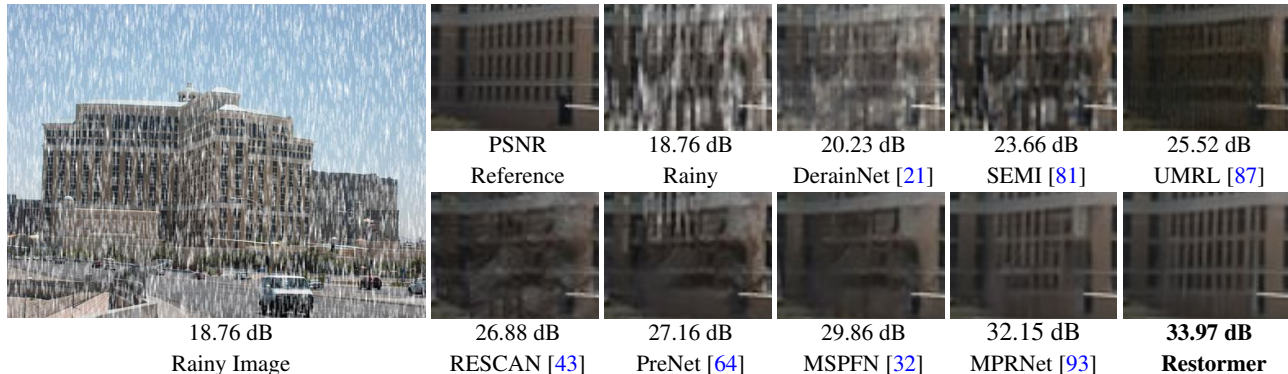 PSNR 18.76 dB 20.23 dB 23.66 dB 25.52 dB
Reference Rainy DerainNet [21] SEMI [81] UMRL [87]
18.76 dB 26.88 dB 27.16 dB 29.86 dB 32.15 dB 33.97 dB
Rainy Image RESCAN [43] PreNet [64] MSPFN [32] MPRNet [93] Restormer